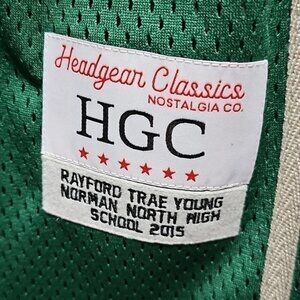 Headgear Classics
NOSTALGIA CO.
HGC
RAYFORD TRAE YOUNG
NORMAN NORTH HIGH
SCHOOL 2015